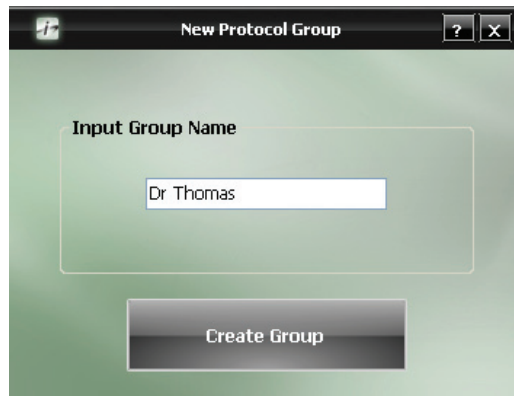 New Protocol Group
? X
Input Group Name
Dr Thomas
Create Group